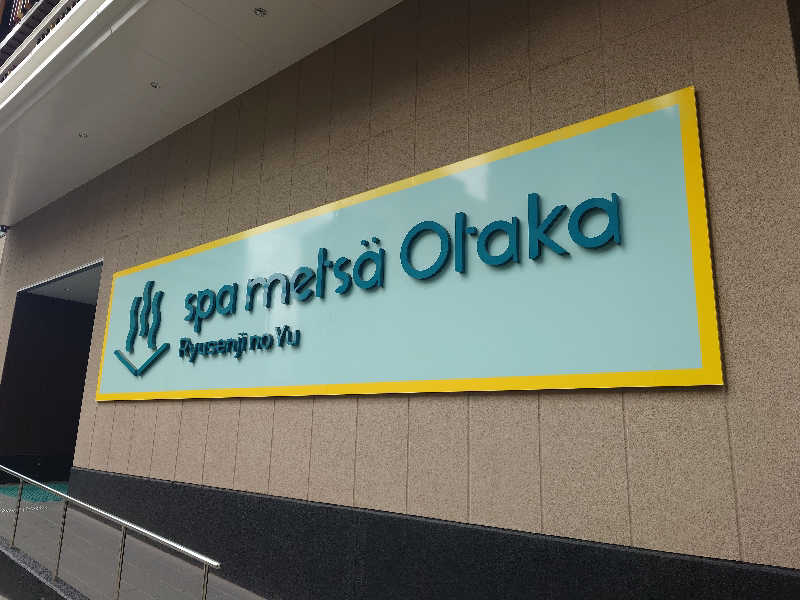 spa metsä Otaka
Ryusenji no Yu